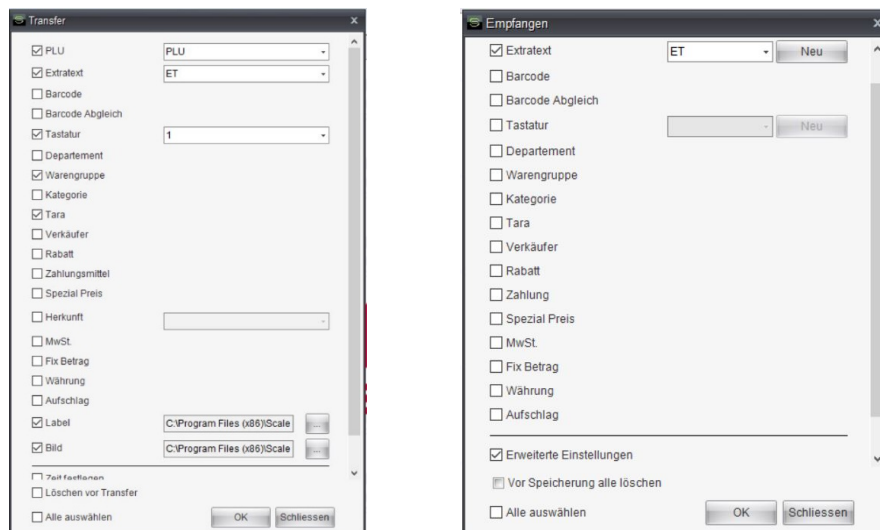 Transfer x
PLU PLU
Extratext ET
Barcode
Barcode Abgleich
Tastatur 1
Departement
Warengruppe
Kategorie
Tara
Verkäufer
Rabatt
Zahlungsmittel
Spezial Preis
Herkunft
MwSt.
Fix Betrag
Währung
Aufschlag
Label C:\Program Files (x86)\Scale ...
Bild C:\Program Files (x86)\Scale ...
Zeit festlegen
Löschen vor Transfer
Alle auswählen OK Schliessen
Empfangen x
Extratext ET Neu
Barcode
Barcode Abgleich
Tastatur Neu
Departement
Warengruppe
Kategorie
Tara
Verkäufer
Rabatt
Zahlung
Spezial Preis
MwSt.
Fix Betrag
Währung
Aufschlag
Erweiterte Einstellungen
Vor Speicherung alle löschen
Alle auswählen OK Schliessen